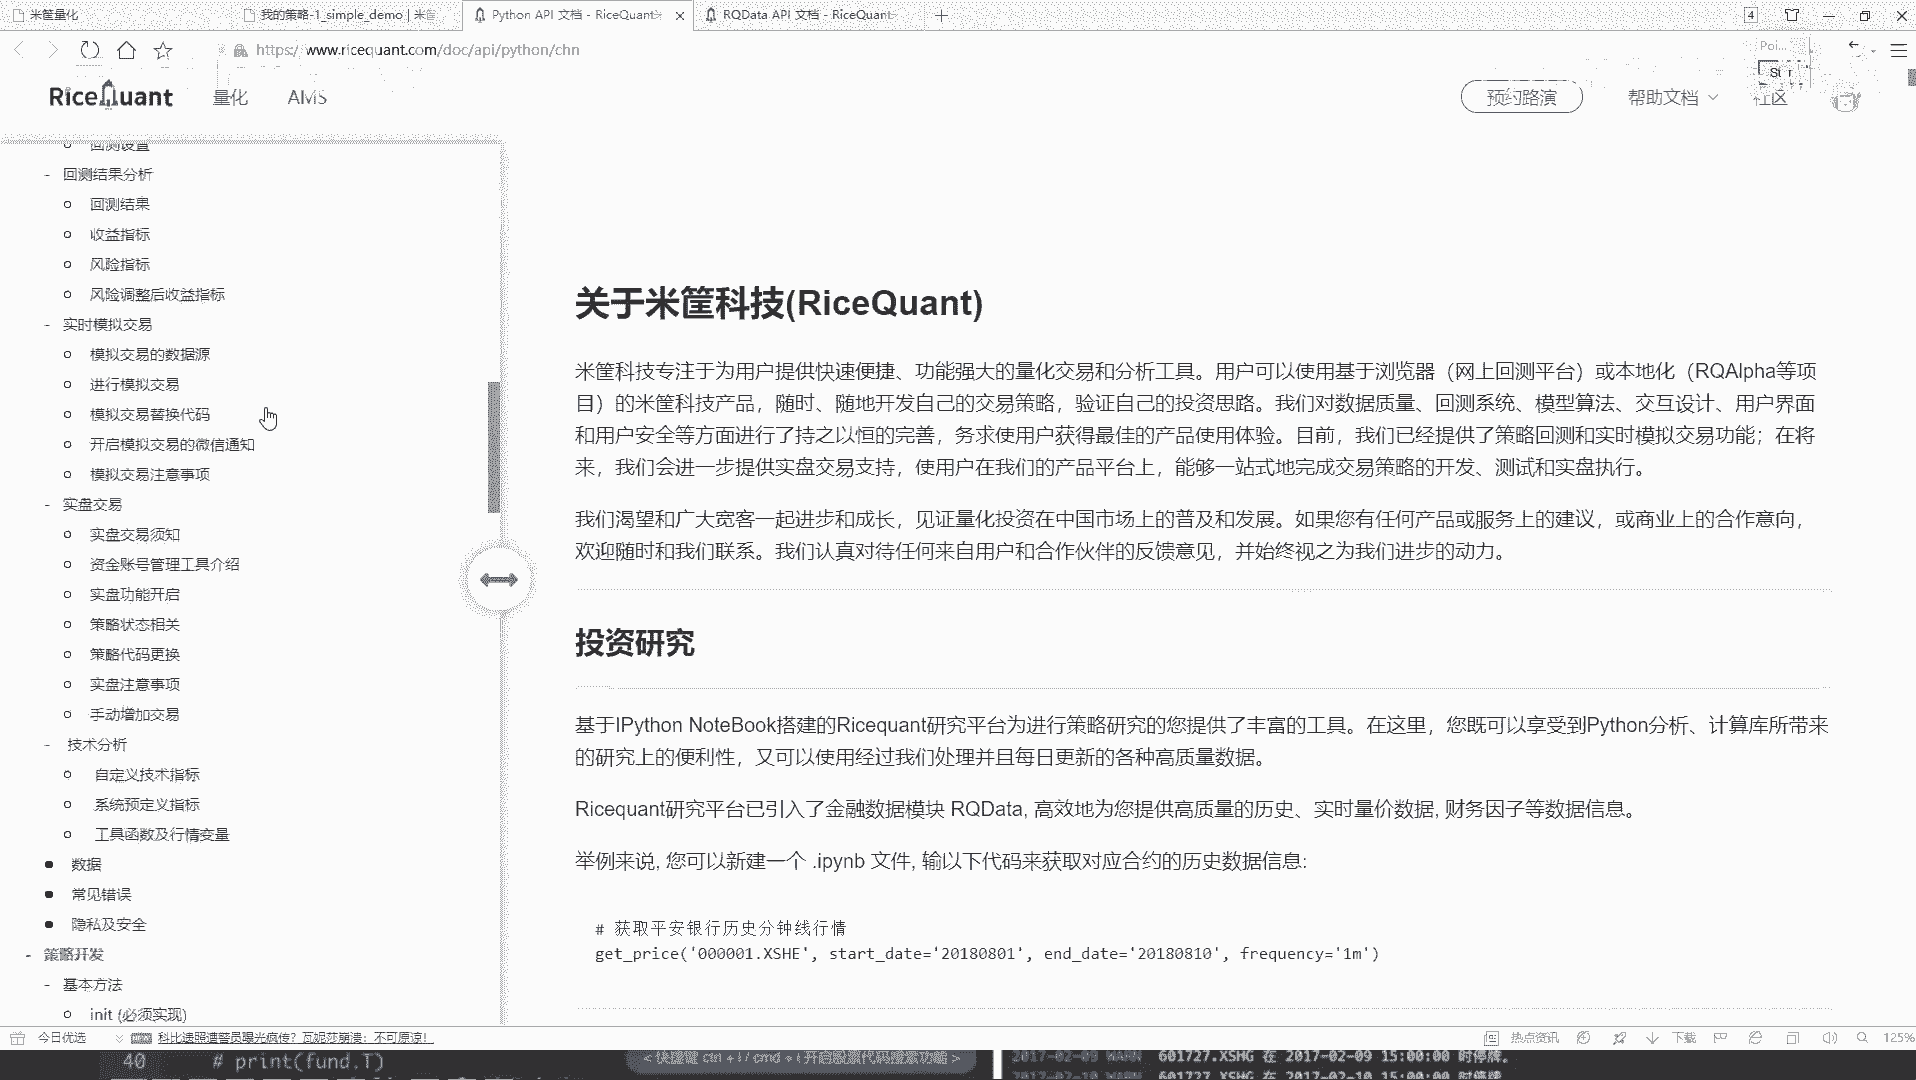 米筐量化
我的策略-1_simple_demo | 米筐
Python API 文档 - RiceQuant
RQData API 文档 - RiceQuant
4
https://www.ricequant.com/doc/api/python/chn
Poi...
RiceQuant
量化
AMS
预约路演
帮助文档
社区
回测设置
- 回测结果分析
回测结果
收益指标
风险指标
风险调整后收益指标
- 实时模拟交易
模拟交易的数据源
进行模拟交易
模拟交易替换代码
开启模拟交易的微信通知
模拟交易注意事项
- 实盘交易
实盘交易须知
资金账号管理工具介绍
实盘功能开启
策略状态相关
策略代码更换
实盘注意事项
手动增加交易
- 技术分析
自定义技术指标
系统预定义指标
工具函数及行情变量
数据
常见错误
隐私及安全
- 策略开发
- 基本方法
init (必须实现)
关于米筐科技(RiceQuant)
米筐科技专注于为用户提供快速便捷、功能强大的量化交易和分析工具。用户可以使用基于浏览器（网上回测平台）或本地化（RQAlpha等项
目）的米筐科技产品，随时、随地开发自己的交易策略，验证自己的投资思路。我们对数据质量、回测系统、模型算法、交互设计、用户界面
和用户安全等方面进行了持之以恒的完善，务求使用户获得最佳的产品使用体验。目前，我们已经提供了策略回测和实时模拟交易功能；在将
来，我们会进一步提供实盘交易支持，使用户在我们的产品平台上，能够一站式地完成交易策略的开发、测试和实盘执行。
我们渴望和广大宽客一起进步和成长，见证量化投资在中国市场上的普及和发展。如果您有任何产品或服务上的建议，或商业上的合作意向，
欢迎随时和我们联系。我们认真对待任何来自用户和合作伙伴的反馈意见，并始终视之为我们进步的动力。
投资研究
基于IPython NoteBook搭建的Ricequant研究平台为进行策略研究的您提供了丰富的工具。在这里，您既可以享受到Python分析、计算库所带来
的研究上的便利性，又可以使用经过我们处理并且每日更新的各种高质量数据。
Ricequant研究平台已引入了金融数据模块 RQData, 高效地为您提供高质量的历史、实时量价数据, 财务因子等数据信息。
举例来说, 您可以新建一个 .ipynb 文件, 输以下代码来获取对应合约的历史数据信息:
# 获取平安银行历史分钟线行情
get_price('000001.XSHE', start_date='20180801', end_date='20180810', frequency='1m')
今日优选
科比遗照遭警员曝光疯传？瓦妮莎崩溃：不可原谅！
热点资讯
下载
125%
40 # print(fund.T)
<快捷键 ctrl + i / cmd + i 开启股票代码搜索功能 >
2017-02-09 WARN 601727.XSHG 在 2017-02-09 15:00:00 时停牌。
2017-02-10 WARN 601727.XSHG 在 2017-02-10 15:00:00 时停牌。